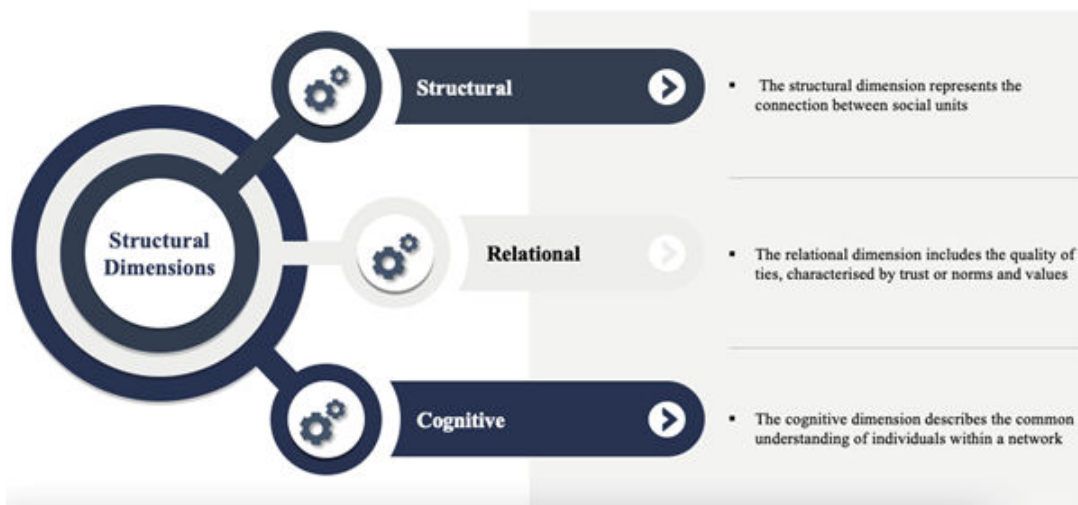 Structural
▪ The structural dimension represents the
connection between social units
Structural
Dimensions
Relational
▪ The relational dimension includes the quality of
ties, characterised by trust or norms and values
Cognitive
▪ The cognitive dimension describes the common
understanding of individuals within a network